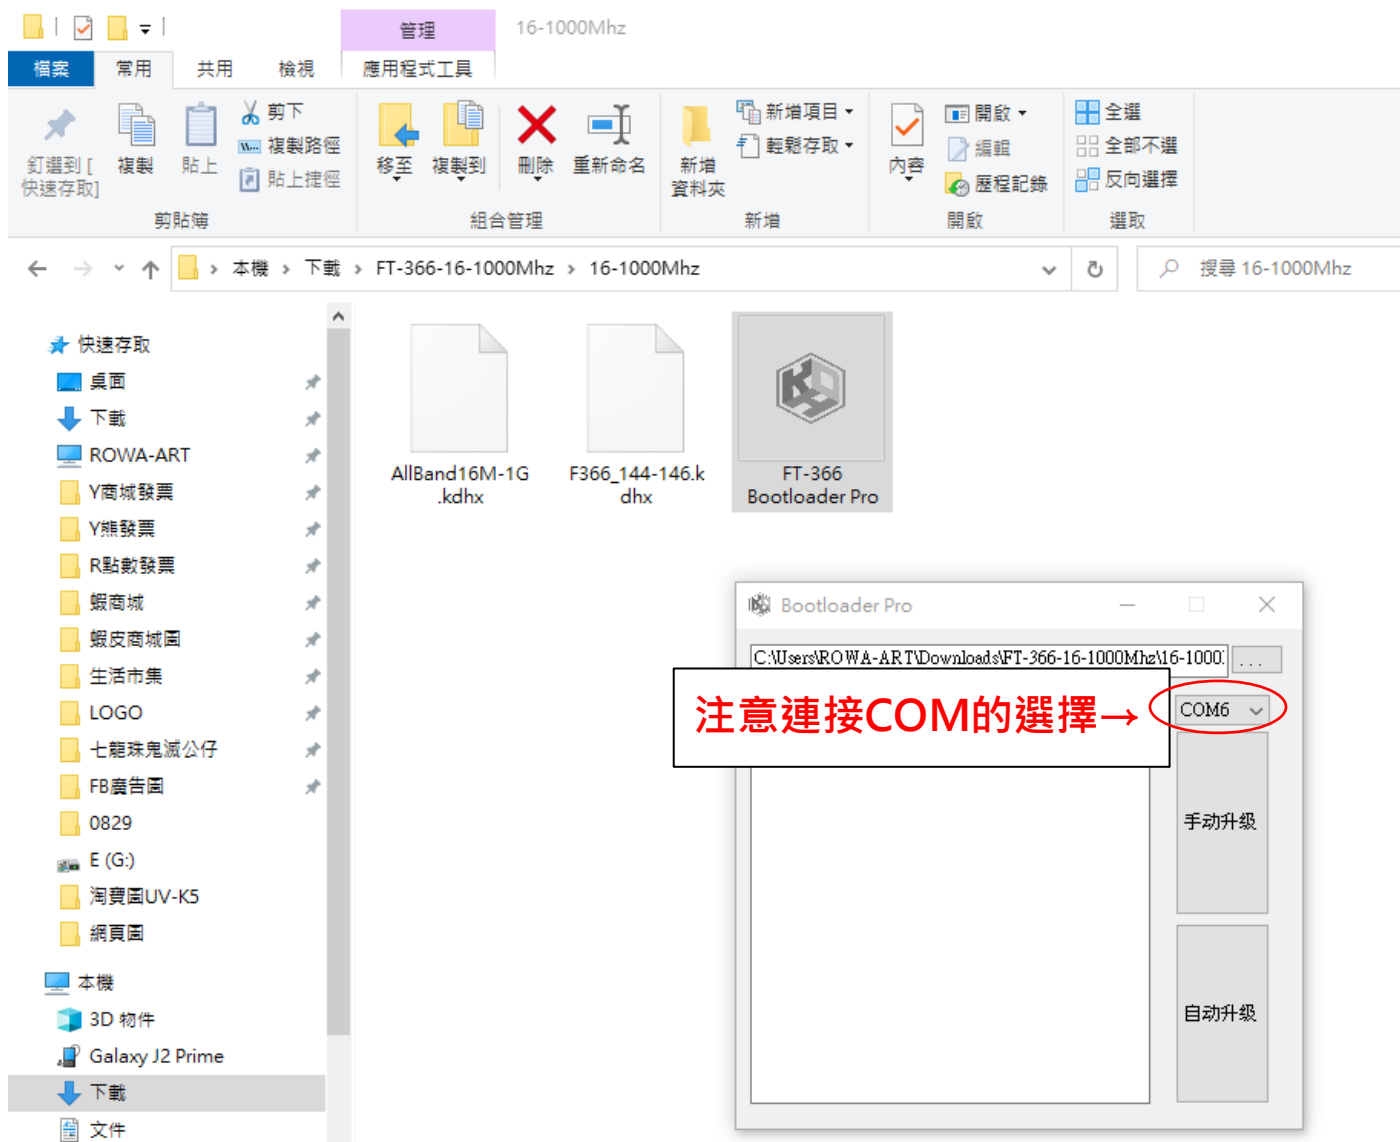 管理
16-1000Mhz
檔案
常用
共用
檢視
應用程式工具
釘選到 [
快速存取]
複製
貼上
剪下
複製路徑
貼上捷徑
剪貼簿
移至
複製到
刪除
重新命名
組合管理
新增
資料夾
新增項目
輕鬆存取
新增
內容
開啟
編輯
歷程記錄
開啟
全選
全部不選
反向選擇
選取
本機 › 下載 › FT-366-16-1000Mhz › 16-1000Mhz
搜尋 16-1000Mhz
快速存取
桌面
下載
ROWA-ART
Y商城發票
Y熊發票
R點數發票
蝦商城
蝦皮商城圖
生活市集
LOGO
七龍珠鬼滅公仔
FB廣告圖
0829
E (G:)
淘寶圖UV-K5
網頁圖
本機
3D 物件
Galaxy J2 Prime
下載
文件
AllBand16M-1G
.kdhx
F366_144-146.k
dhx
FT-366
Bootloader Pro
Bootloader Pro
C:\Users\ROWA-ART\Downloads\FT-366-16-1000Mhz\16-1000
...
注意連接COM的選擇→
COM6
手动升级
自动升级